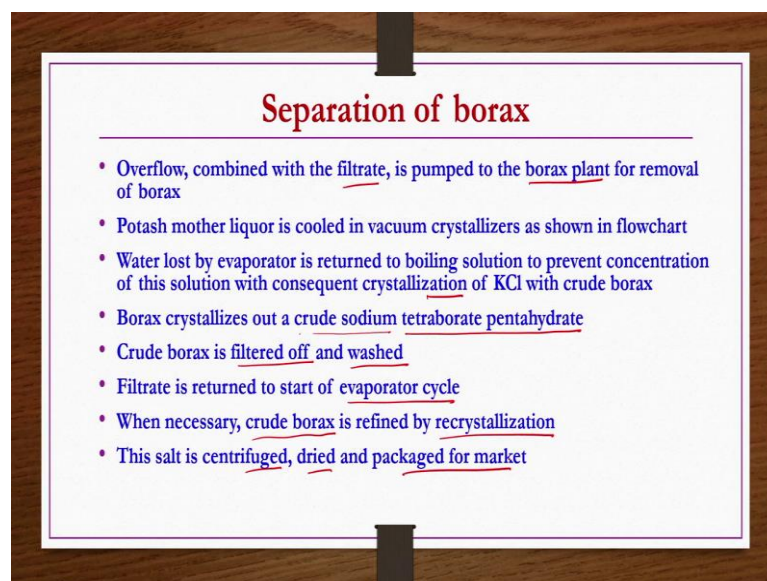 Separation of borax
• Overflow, combined with the filtrate, is pumped to the borax plant for removal
of borax
• Potash mother liquor is cooled in vacuum crystallizers as shown in flowchart
• Water lost by evaporator is returned to boiling solution to prevent concentration
of this solution with consequent crystallization of KCl with crude borax
• Borax crystallizes out a crude sodium tetraborate pentahydrate
• Crude borax is filtered off and washed
• Filtrate is returned to start of evaporator cycle
• When necessary, crude borax is refined by recrystallization
• This salt is centrifuged, dried and packaged for market